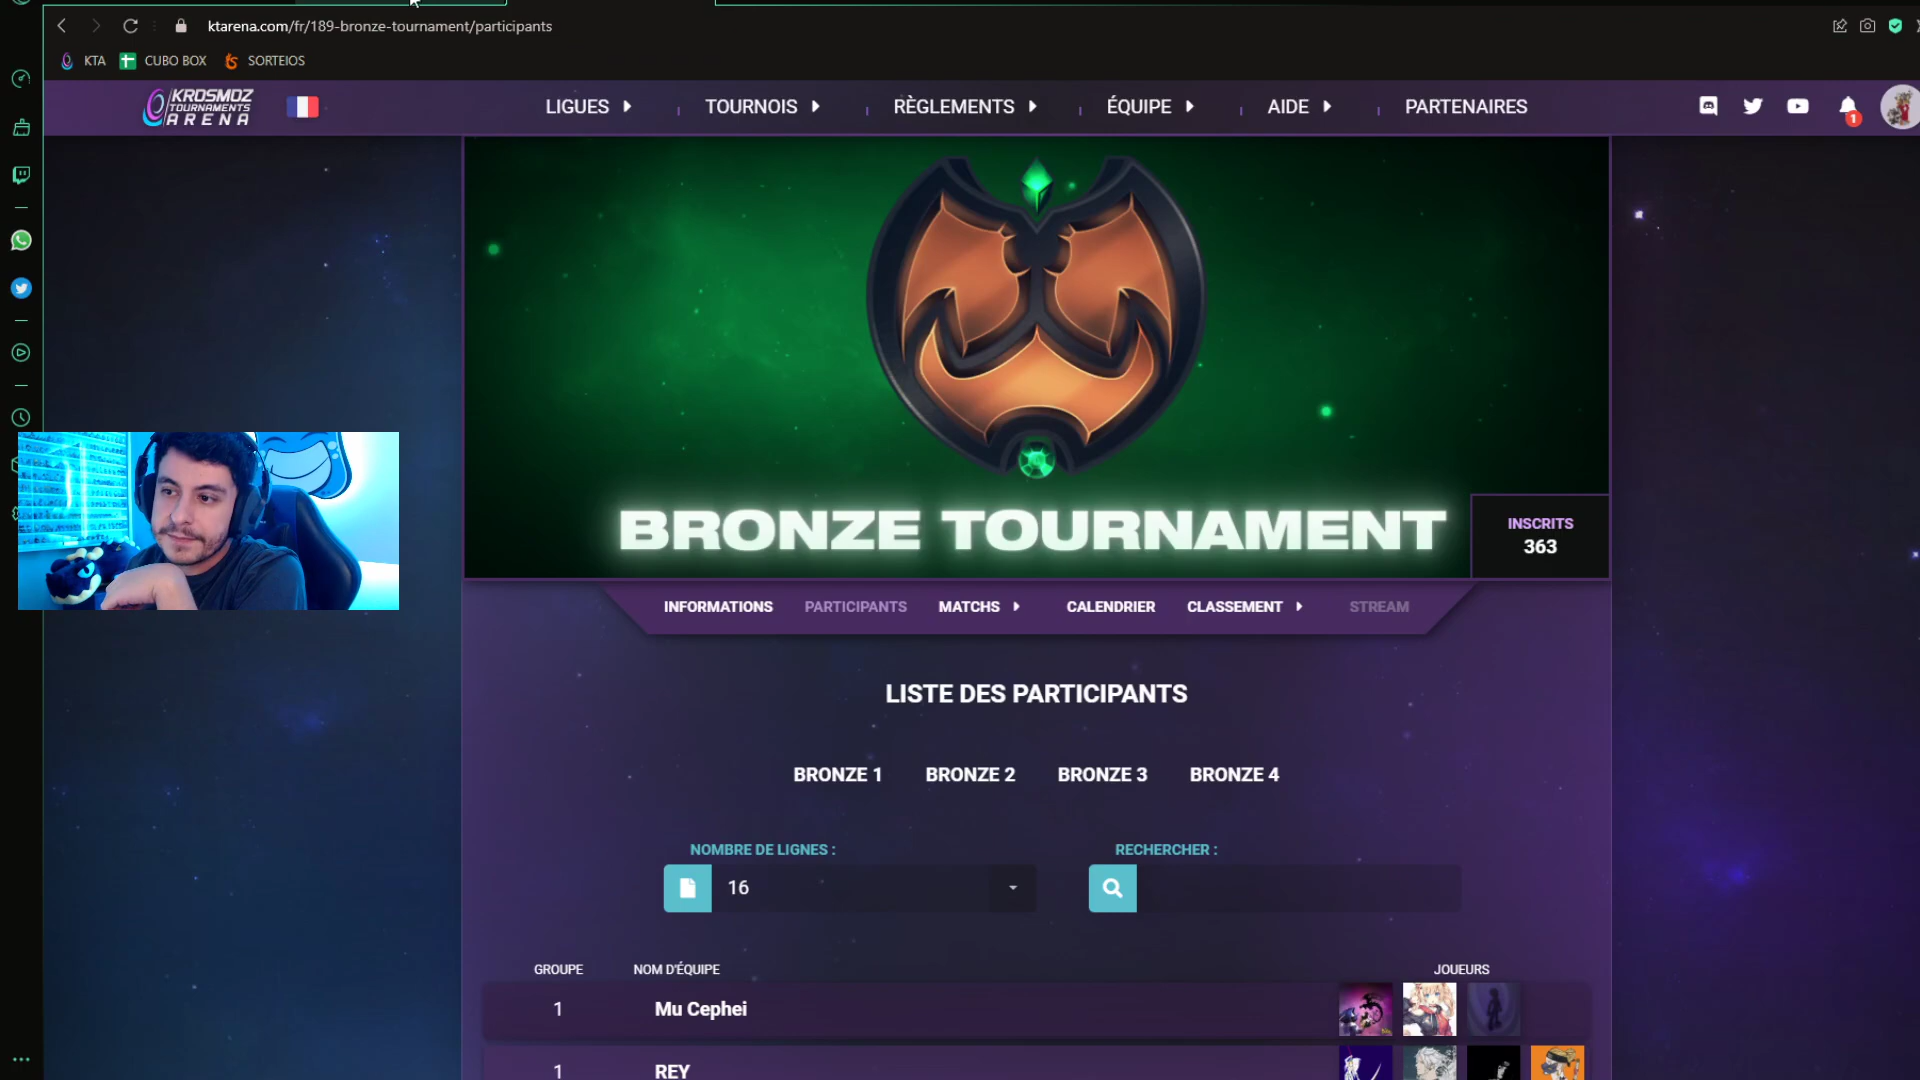 ktarena.com/fr/189-bronze-tournament/participants
KTA CUBO BOX SORTEIOS
KROSMOZ
TOURNAMENTS
ARENA
LIGUES TOURNOIS RÈGLEMENTS ÉQUIPE AIDE PARTENAIRES
1
BRONZE TOURNAMENT
INSCRITS
363
INFORMATIONS PARTICIPANTS MATCHS CALENDRIER CLASSEMENT STREAM
LISTE DES PARTICIPANTS
BRONZE 1 BRONZE 2 BRONZE 3 BRONZE 4
NOMBRE DE LIGNES : RECHERCHER :
16
GROUPE NOM D'ÉQUIPE JOUEURS
1 Mu Cephei
1 REY